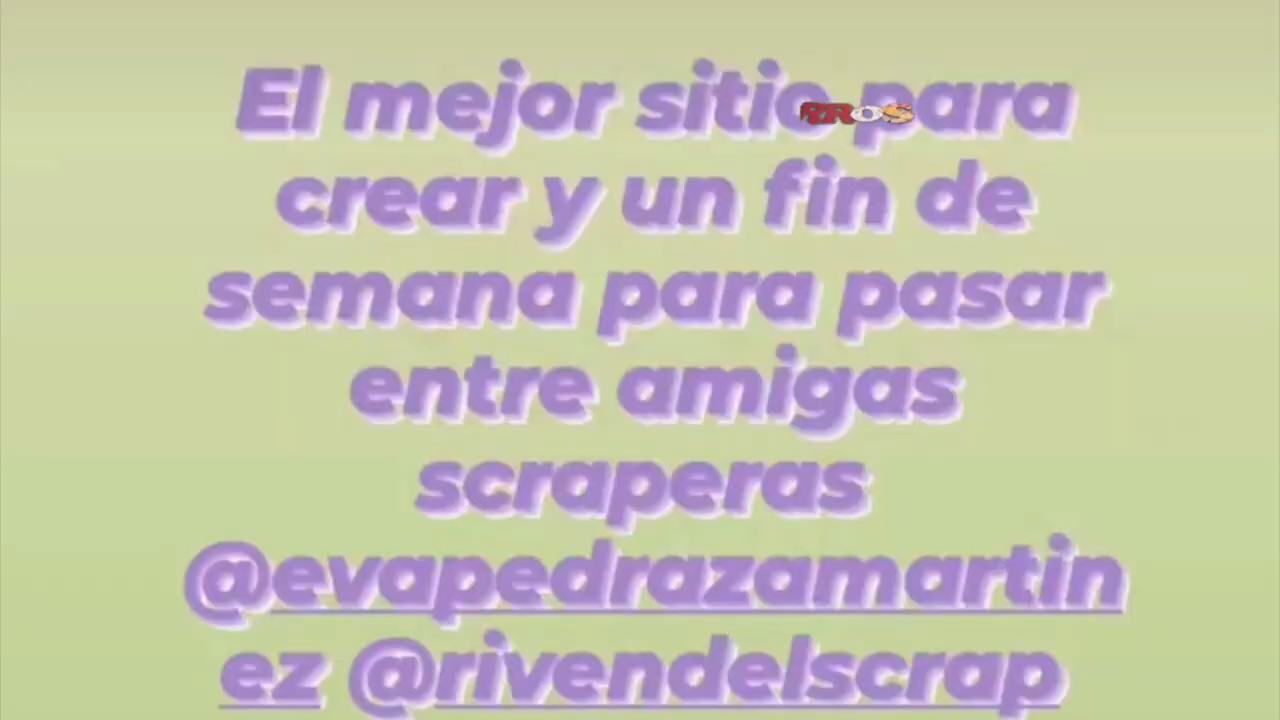 El mejor sitio para
crear y un fin de
semana para pasar
entre amigas
scraperas
@evapedrazamartin
ez @rivendelscrap